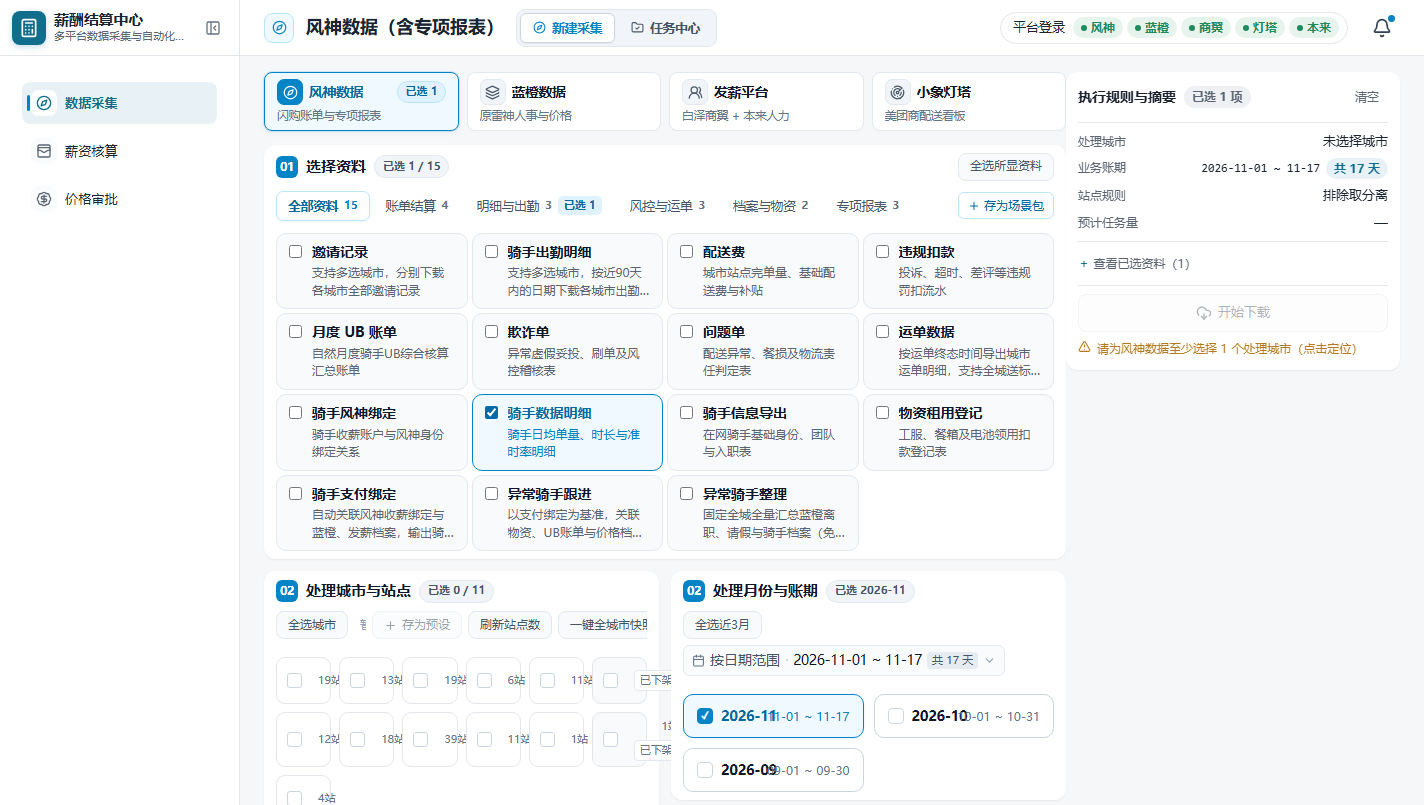 薪酬结算中心
多平台数据采集与自动化...
数据采集
薪资核算
价格审批
风神数据（含专项报表）
新建采集
任务中心
平台登录
风神
蓝橙
商翼
灯塔
本来
风神数据
已选 1
闪购账单与专项报表
蓝橙数据
原雷神人事与价格
发薪平台
白泽商翼 + 本来人力
小象灯塔
美团商配送看板
01 选择资料 已选 1 / 15
全选所显资料
全部资料 15
账单结算 4
明细与出勤 3 已选 1
风控与运单 3
档案与物资 2
专项报表 3
+ 存为场景包
邀请记录
支持多选城市，分别下载
各城市全部邀请记录
骑手出勤明细
支持多选城市，按近90天
内的日期下载各城市出勤...
配送费
城市站点完单量、基础配
送费与补贴
违规扣款
投诉、超时、差评等违规
罚扣流水
月度 UB 账单
自然月度骑手UB综合核算
汇总账单
欺诈单
异常虚假妥投、刷单及风
控稽核表
问题单
配送异常、餐损及物流责
任判定表
运单数据
按运单终态时间导出城市
运单明细，支持全城送标...
骑手风神绑定
骑手收薪账户与风神身份
绑定关系
骑手数据明细
骑手日均单量、时长与准
时率明细
骑手信息导出
在网骑手基础身份、团队
与入职表
物资租用登记
工服、餐箱及电池领用扣
款登记表
骑手支付绑定
自动关联风神收薪绑定与
蓝橙、发薪档案，输出骑...
异常骑手跟进
以支付绑定为基准，关联
物资、UB账单与价格档...
异常骑手整理
固定全城全量汇总蓝橙离
职、请假与骑手档案（免...
02 处理城市与站点 已选 0 / 11
全选城市
+ 存为预设
刷新站点数
一键全城市快照
19站
13站
19站
6站
11站
已下架
12站
18站
39站
11站
1站
1站
已下架
4站
02 处理月份与账期 已选 2026-11
全选近3月
按日期范围 · 2026-11-01 ~ 11-17 共 17 天
2026-11 11-01 ~ 11-17
2026-10 10-01 ~ 10-31
2026-09 09-01 ~ 09-30
执行规则与摘要 已选 1 项
清空
处理城市 未选择城市
业务账期 2026-11-01 ~ 11-17 共 17 天
站点规则 排除取分离
预计任务量 —
+ 查看已选资料（1）
开始下载
请为风神数据至少选择 1 个处理城市（点击定位）